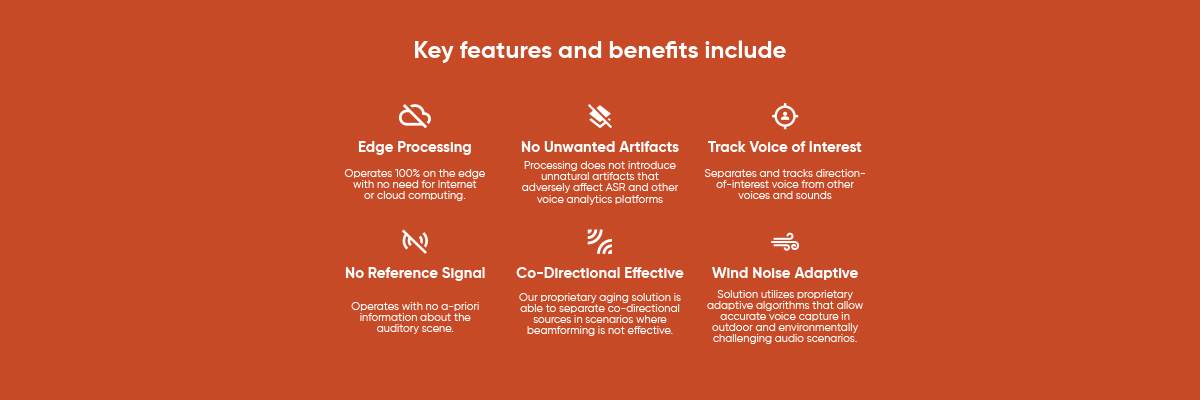 Key features and benefits include
Edge Processing
Operates 100% on the edge
with no need for Internet
or cloud computing.
No Unwanted Artifacts
Processing does not introduce
unnatural artifacts that
adversely affect ASR and other
voice analytics platforms
Track Voice of Interest
Separates and tracks direction-
of-interest voice from other
voices and sounds
No Reference Signal
Operates with no a-priori
information about the
auditory scene.
Co-Directional Effective
Our proprietary aging solution is
able to separate co-directional
sources in scenarios where
beamforming is not effective.
Wind Noise Adaptive
Solution utilizes proprietary
adaptive algorithms that allow
accurate voice capture in
outdoor and environmentally
challenging audio scenarios.